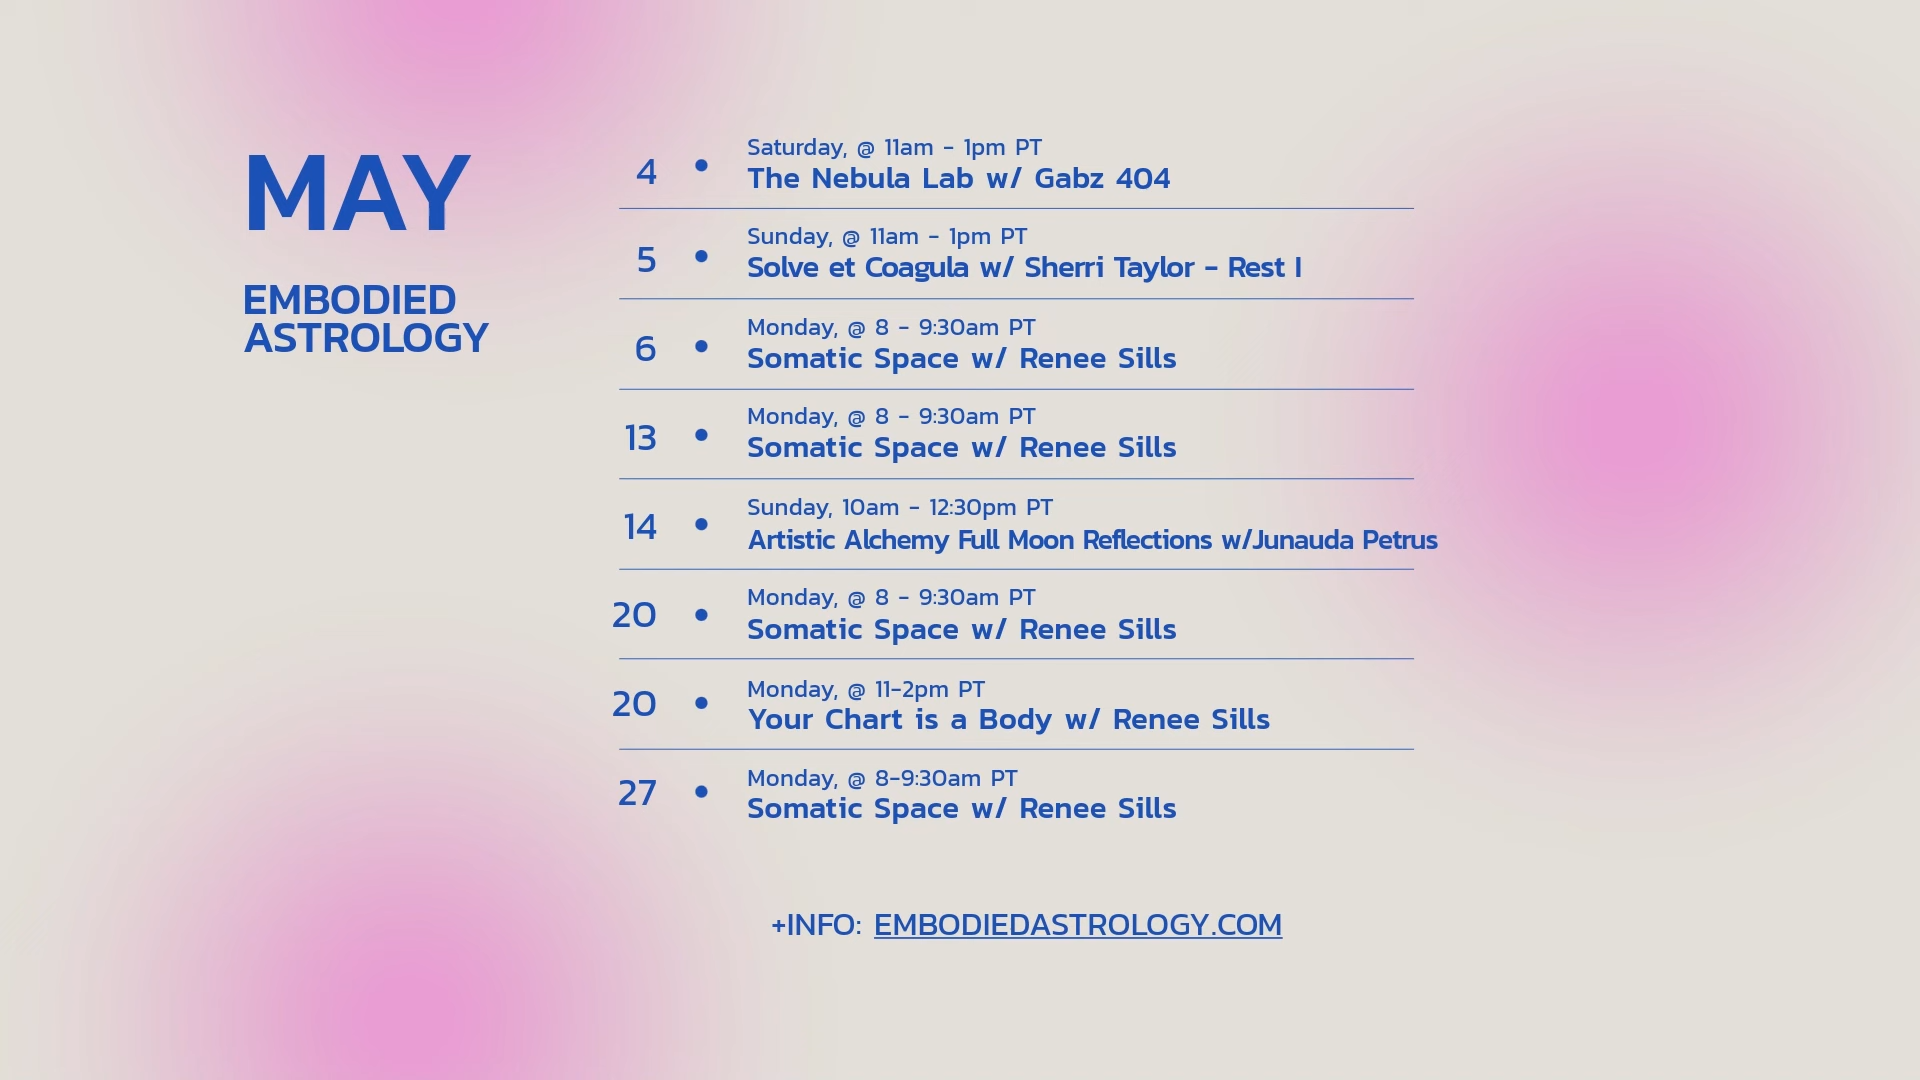 MAY
EMBODIED
ASTROLOGY
4 • Saturday, @ 11am - 1pm PT
The Nebula Lab w/ Gabz 404
5 • Sunday, @ 11am - 1pm PT
Solve et Coagula w/ Sherri Taylor - Rest I
6 • Monday, @ 8 - 9:30am PT
Somatic Space w/ Renee Sills
13 • Monday, @ 8 - 9:30am PT
Somatic Space w/ Renee Sills
14 • Sunday, 10am - 12:30pm PT
Artistic Alchemy Full Moon Reflections w/Junauda Petrus
20 • Monday, @ 8 - 9:30am PT
Somatic Space w/ Renee Sills
20 • Monday, @ 11-2pm PT
Your Chart is a Body w/ Renee Sills
27 • Monday, @ 8-9:30am PT
Somatic Space w/ Renee Sills
+INFO: EMBODIEDASTROLOGY.COM